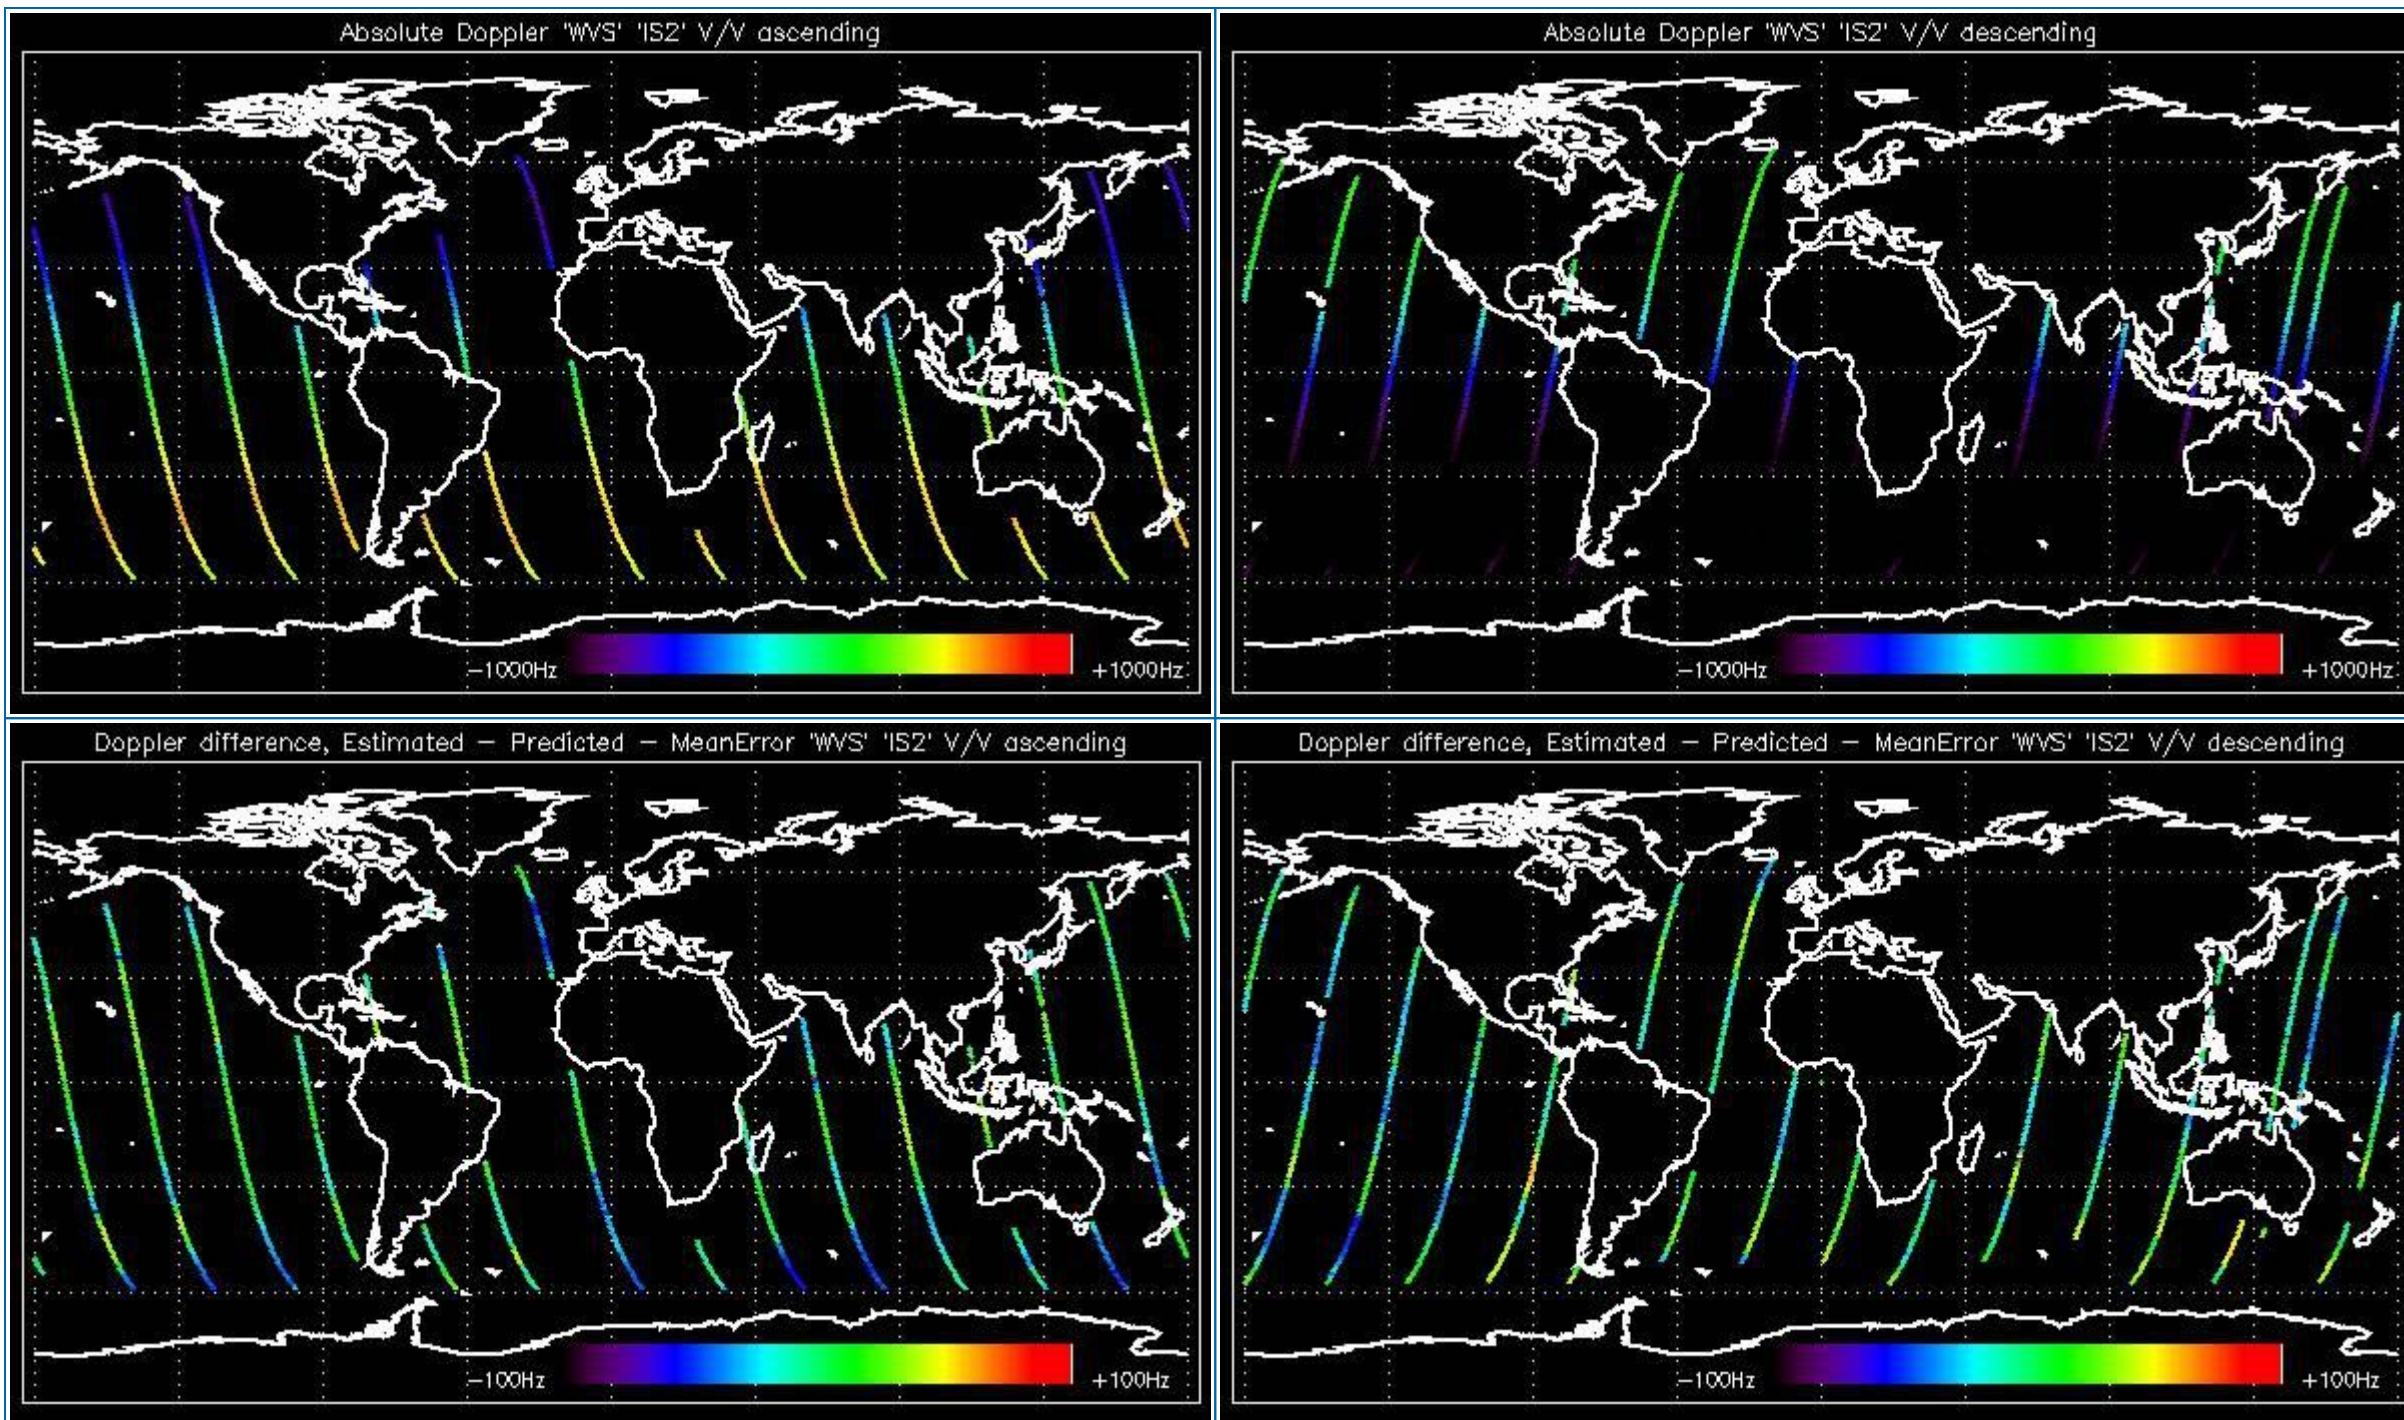 Absolute Doppler 'WVS' 'IS2' V/V ascending
-1000Hz
+1000Hz
Absolute Doppler 'WVS' 'IS2' V/V descending
-1000Hz
+1000Hz
Doppler difference, Estimated - Predicted - MeanError 'WVS' 'IS2' V/V ascending
-100Hz
+100Hz
Doppler difference, Estimated - Predicted - MeanError 'WVS' 'IS2' V/V descending
-100Hz
+100Hz